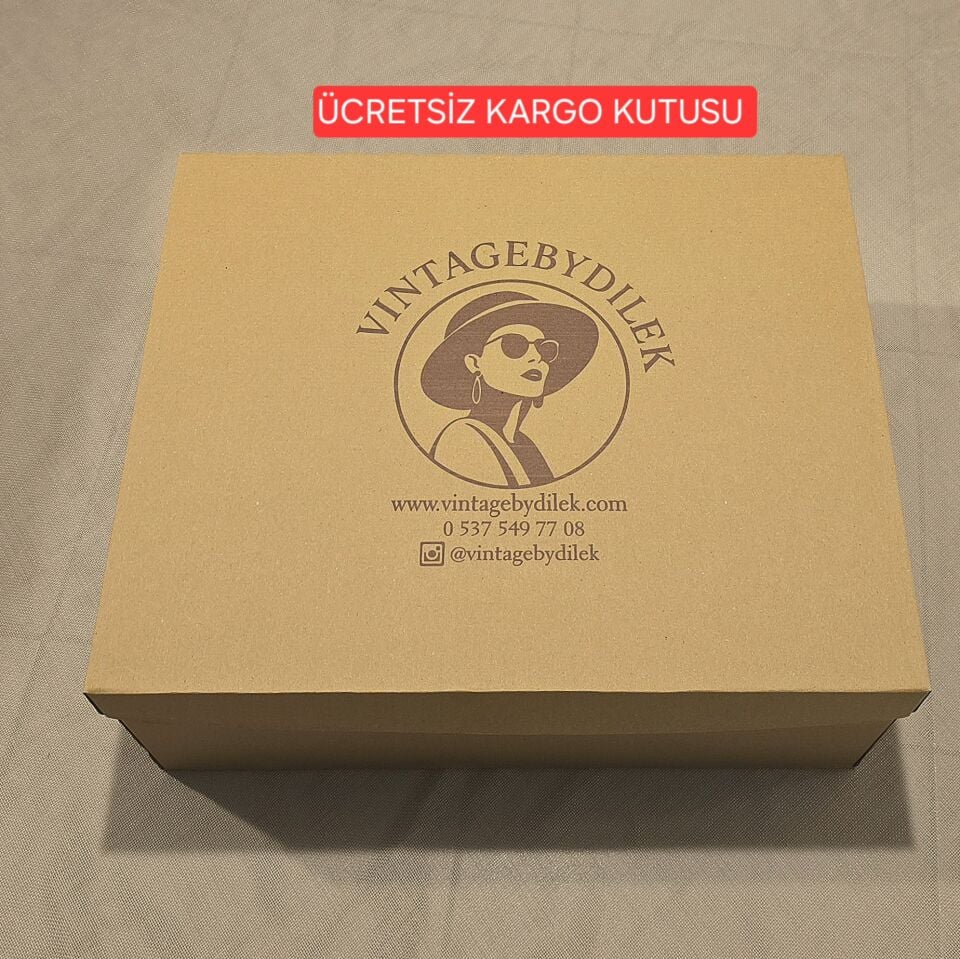 ÜCRETSİZ KARGO KUTUSU
VINTAGEBYDILEK
www.vintagebydilek.com
0 537 549 77 08
@vintagebydilek